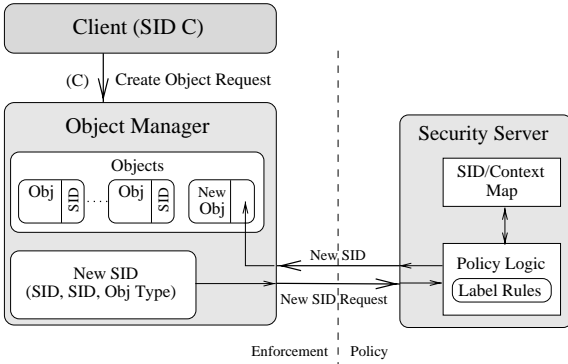 Client (SID C)
(C) Create Object Request
Object Manager
Objects
Obj SID ..... Obj SID New Obj
New SID
(SID, SID, Obj Type)
New SID
New SID Request
Security Server
SID/Context
Map
Policy Logic
Label Rules
Enforcement Policy